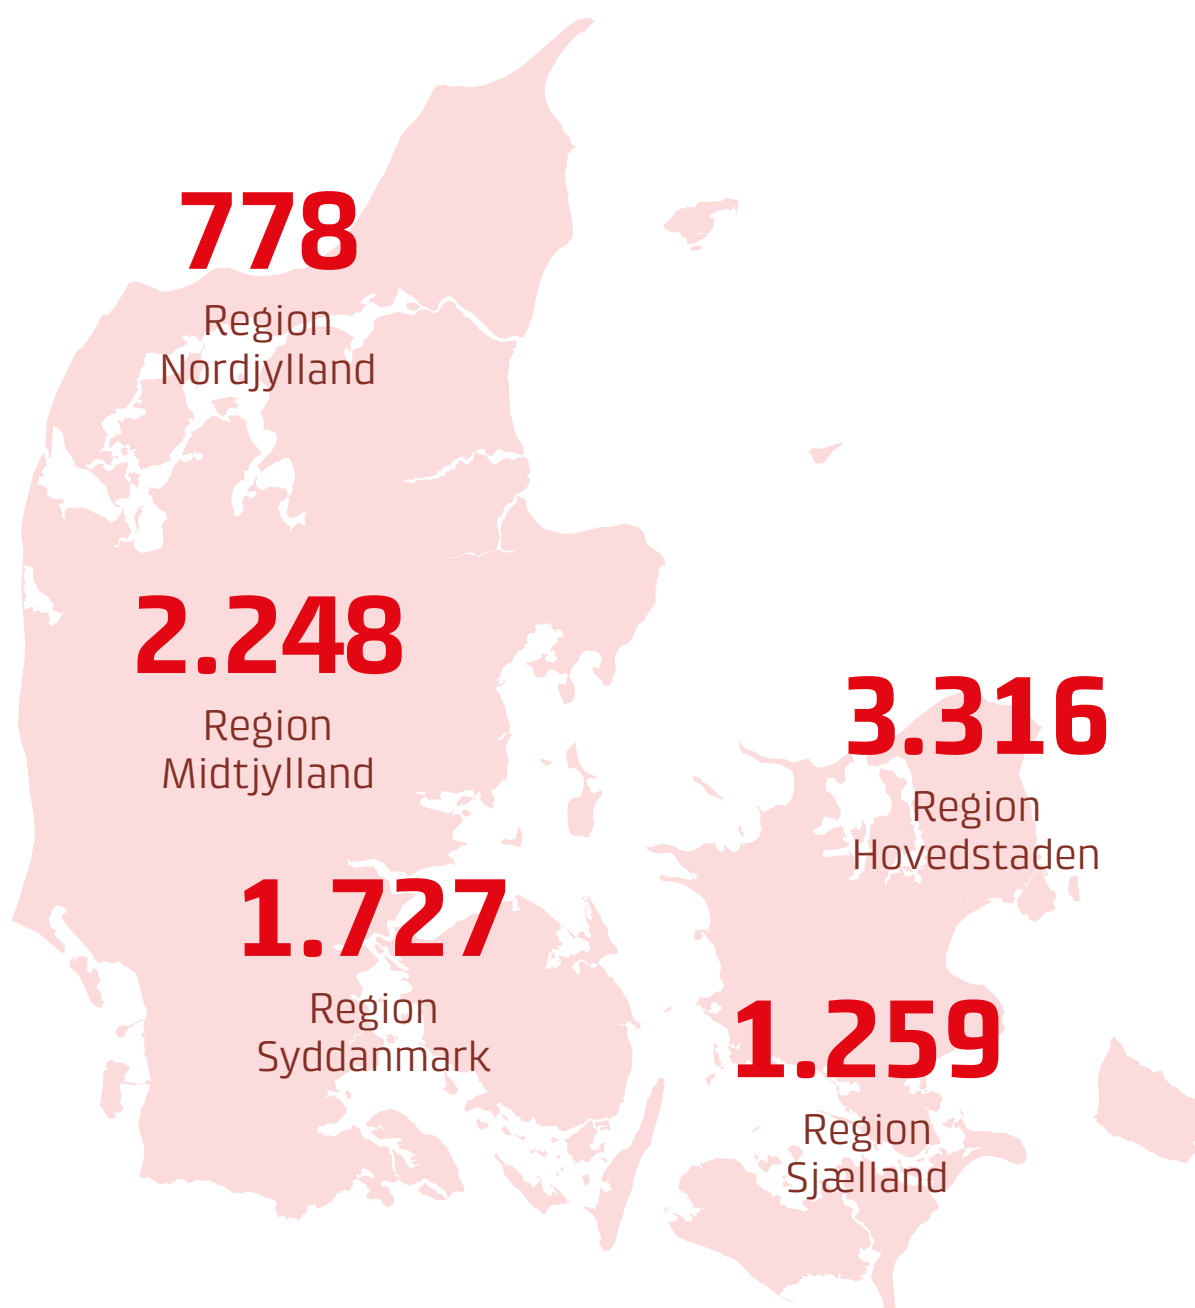 778
Region
Nordjylland
2.248
Region
Midtjylland
3.316
Region
Hovedstaden
1.727
Region
Syddanmark
1.259
Region
Sjælland